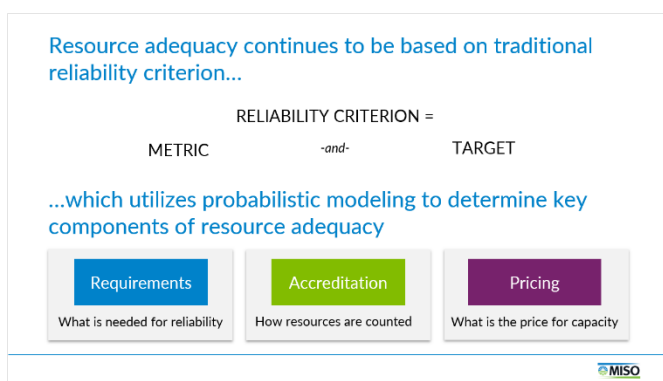 Resource adequacy continues to be based on traditional
reliability criterion...
RELIABILITY CRITERION =
METRIC -and- TARGET
...which utilizes probabilistic modeling to determine key
components of resource adequacy
Requirements Accreditation Pricing
What is needed for reliability How resources are counted What is the price for capacity
MISO